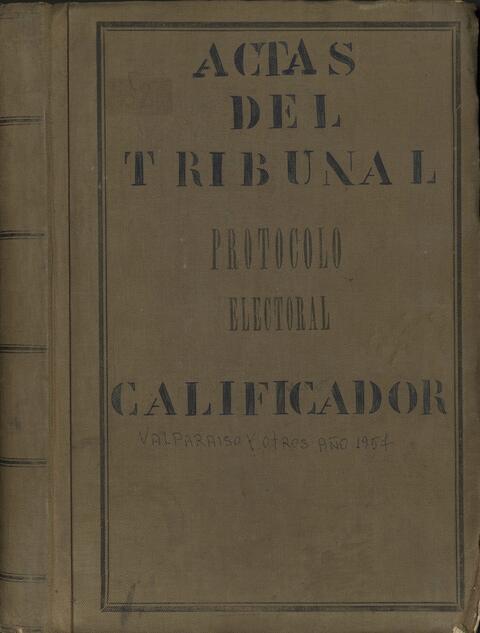 ACTAS
DEL
TRIBUNAL
PROTOCOLO
ELECTORAL
CALIFICADOR
VALPARAISO Y OTROS AÑO 1957